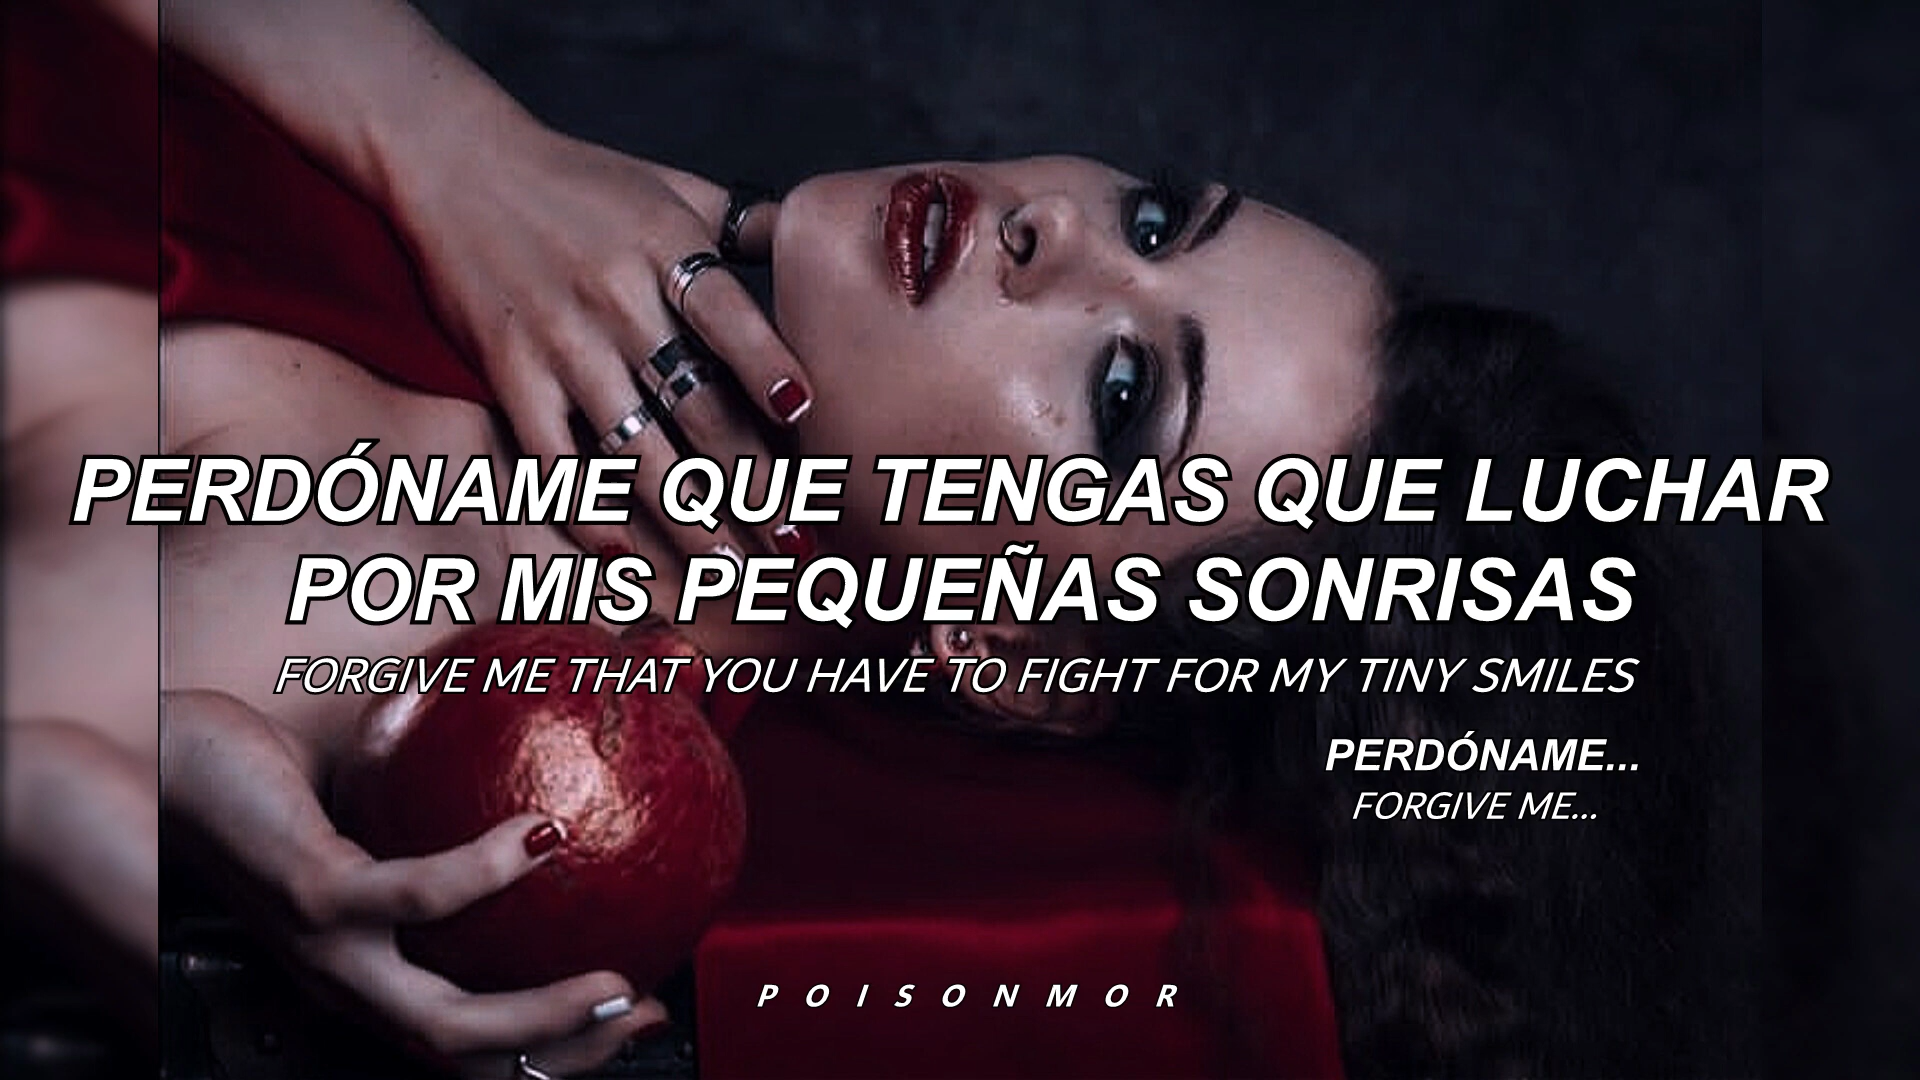 PERDÓNAME QUE TENGAS QUE LUCHAR
POR MIS PEQUEÑAS SONRISAS
FORGIVE ME THAT YOU HAVE TO FIGHT FOR MY TINY SMILES
PERDÓNAME...
FORGIVE ME...
POISONMOR